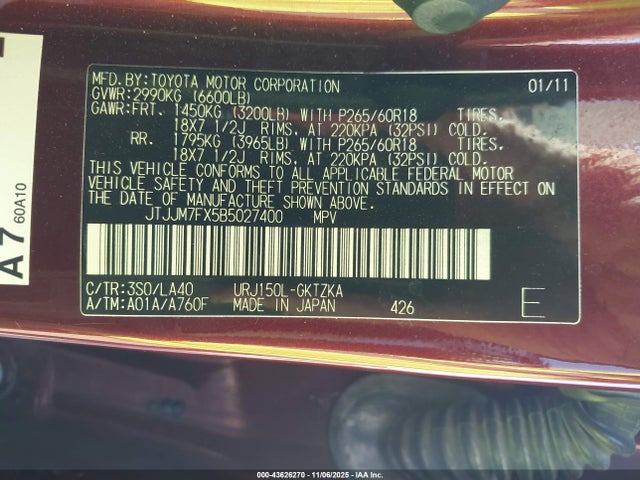 A7
60A10
MFD.BY:TOYOTA MOTOR CORPORATION 01/11
GVWR:2990KG (6600LB)
GAWR:FRT. 1450KG (3200LB) WITH P265/60R18 TIRES,
18X7 1/2J RIMS, AT 220KPA (32PSI) COLD.
RR. 1795KG (3965LB) WITH P265/60R18 TIRES,
18X7 1/2J RIMS, AT 220KPA (32PSI) COLD.
THIS VEHICLE CONFORMS TO ALL APPLICABLE FEDERAL MOTOR
VEHICLE SAFETY AND THEFT PREVENTION STANDARDS IN EFFECT ON
THE DATE OF MANUFACTURE SHOWN ABOVE.
JTJJM7FX5B5027400 MPV
C/TR:3S0/LA40 URJ150L-GKTZKA
A/TM:A01A/A760F MADE IN JAPAN 426 E
000-43626270 - 11/06/2025 - IAA Inc.